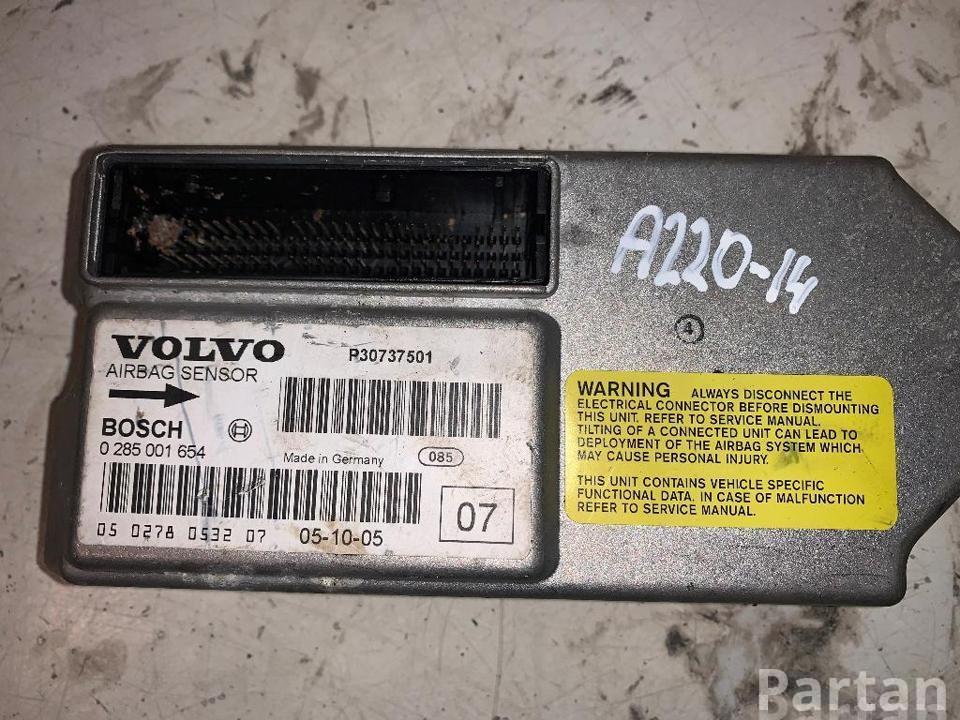 A220-14
4
VOLVO
P30737501
AIRBAG SENSOR
BOSCH
0 285 001 654
Made in Germany 085
05 0278 0532 07
05-10-05
07
WARNING ALWAYS DISCONNECT THE
ELECTRICAL CONNECTOR BEFORE DISMOUNTING
THIS UNIT. REFER TO SERVICE MANUAL.
TILTING OF A CONNECTED UNIT CAN LEAD TO
DEPLOYMENT OF THE AIRBAG SYSTEM WHICH
MAY CAUSE PERSONAL INJURY.
THIS UNIT CONTAINS VEHICLE SPECIFIC
FUNCTIONAL DATA. IN CASE OF MALFUNCTION
REFER TO SERVICE MANUAL.
Partan